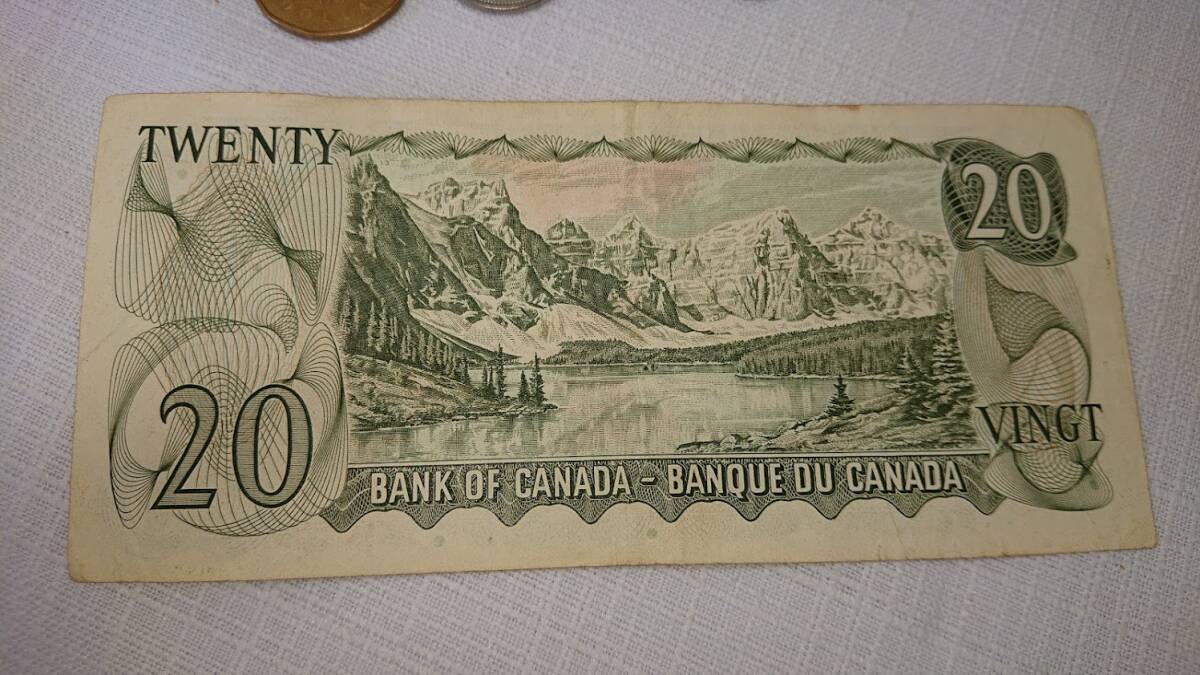 TWENTY
20
20
VINGT
BANK OF CANADA - BANQUE DU CANADA